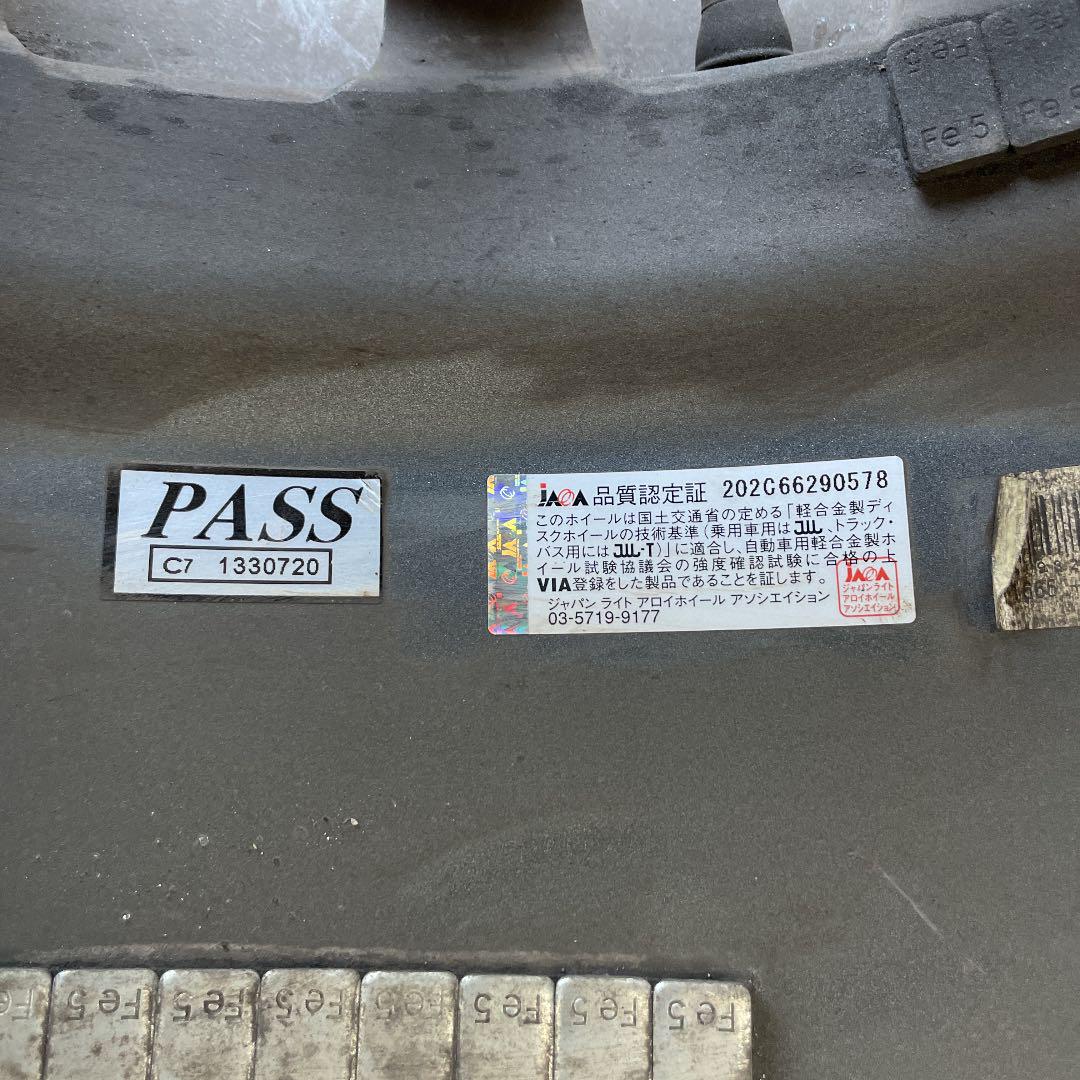 Fe 5
Fe 5
PASS
C7 1330720
JAWA 品質認定証 202C66290578
このホイールは国土交通省の定める「軽合金製ディ
スクホイールの技術基準(乗用車用はJWL、トラック・
バス用にはJWL-T)」に適合し、自動車用軽合金製ホ
イール試験協議会の強度確認試験に合格の上
VIA登録をした製品であることを証します。
ジャパン ライト アロイホイール アソシエイション
03-5719-9177
JAWA
ジャパンライト
アロイホイール
アソシエイション
Fe 5 Fe 5 Fe 5 Fe 5 Fe 5 Fe 5 Fe 5